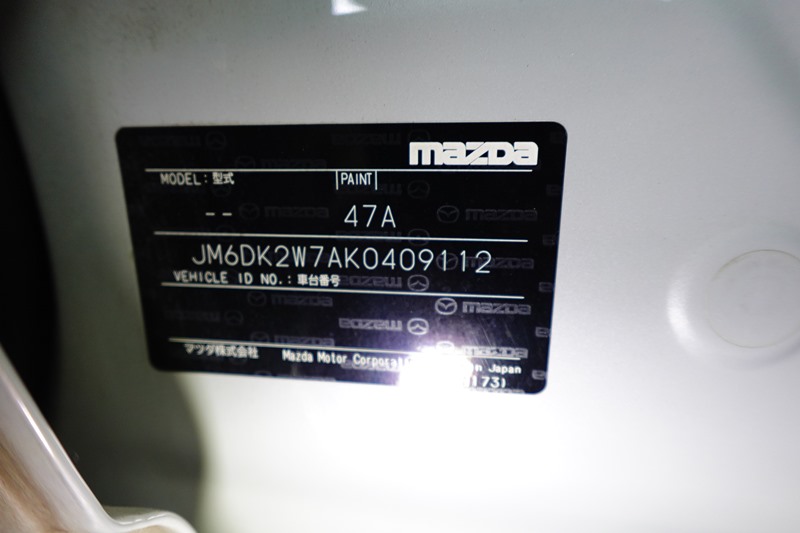 mazda
MODEL：型式 PAINT
-- 47A
JM6DK2W7AK0409112
VEHICLE ID NO.：車台番号
マツダ株式会社 Mazda Motor Japan
173)